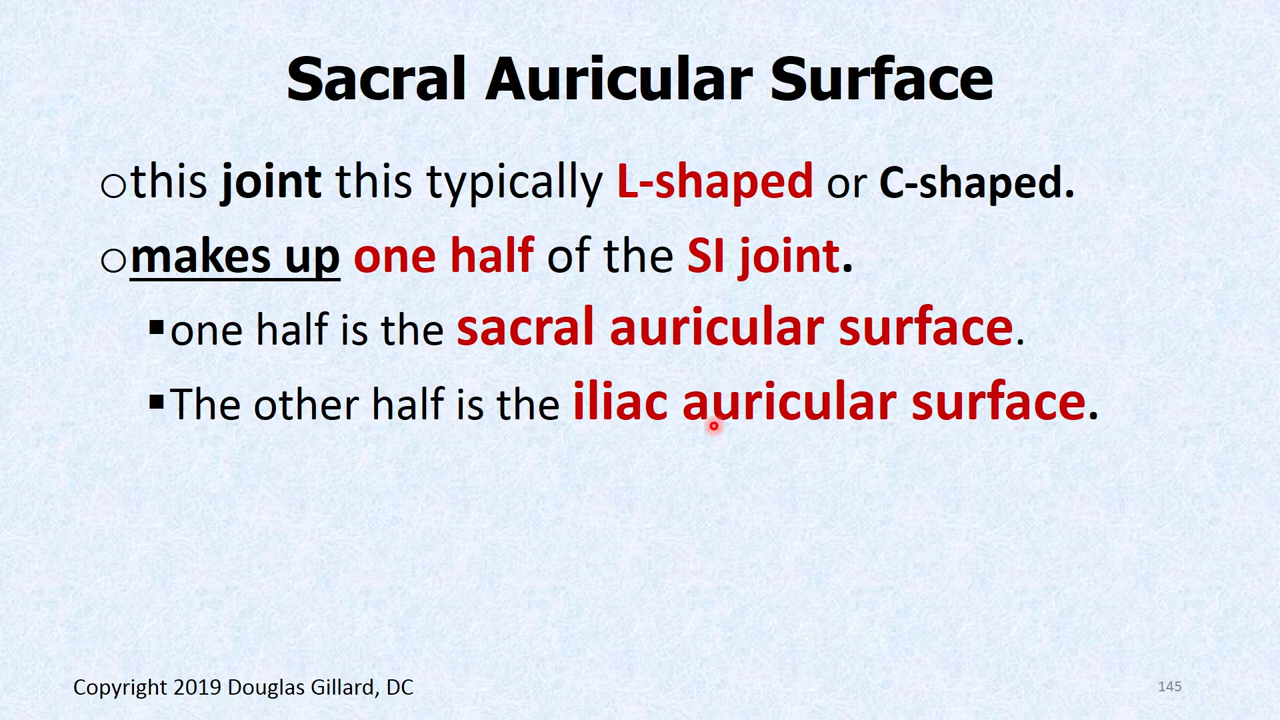 Sacral Auricular Surface
○this joint this typically L-shaped or C-shaped.
○makes up one half of the SI joint.
▪one half is the sacral auricular surface.
▪The other half is the iliac auricular surface.
Copyright 2019 Douglas Gillard, DC
145